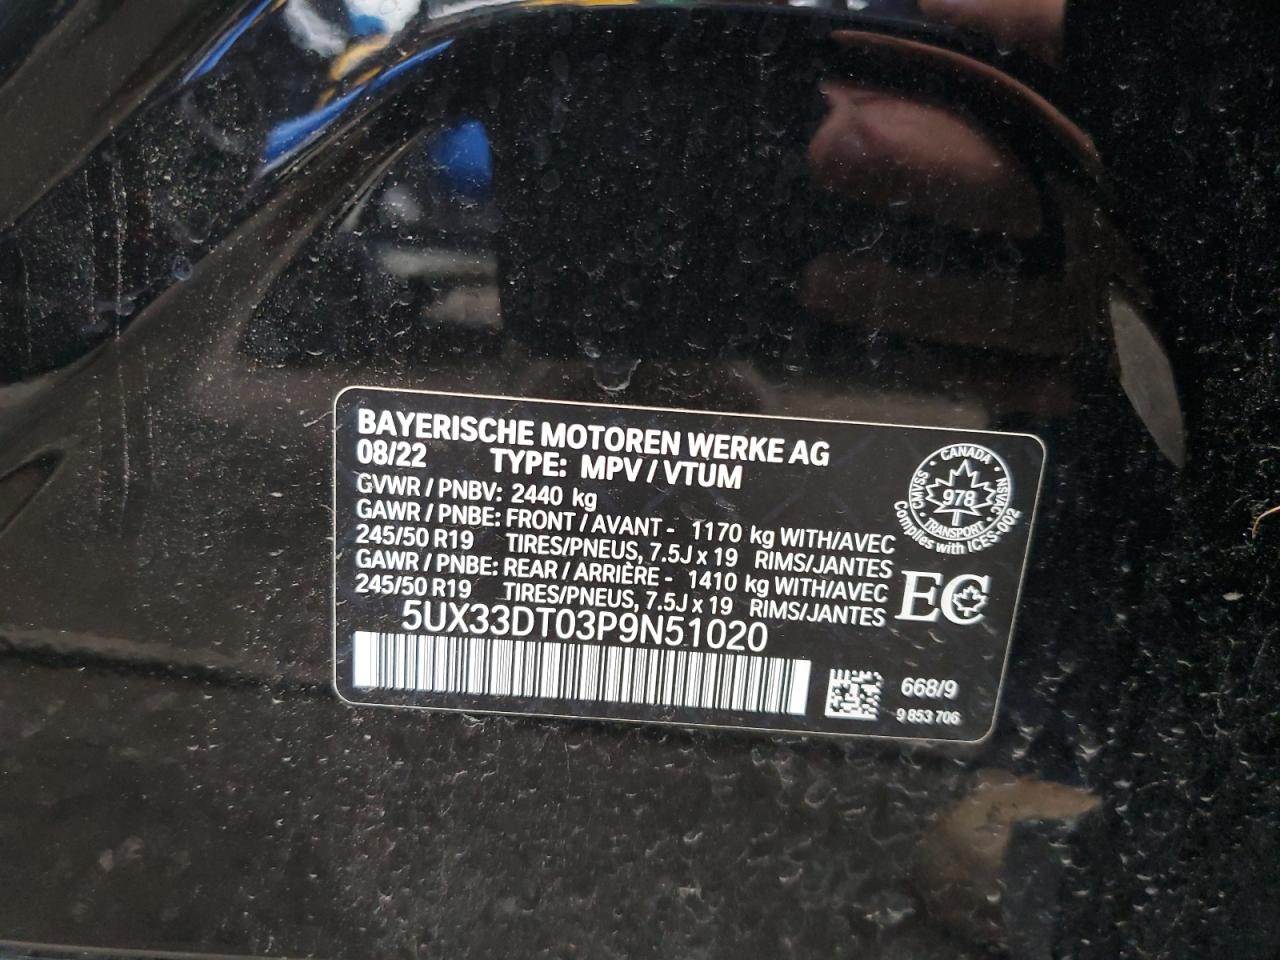 BAYERISCHE MOTOREN WERKE AG
08/22 TYPE: MPV / VTUM
GVWR / PNBV: 2440 kg
GAWR / PNBE: FRONT / AVANT - 1170 kg WITH/AVEC
245/50 R19 TIRES/PNEUS, 7.5J x 19 RIMS/JANTES
GAWR / PNBE: REAR / ARRIÈRE - 1410 kg WITH/AVEC
245/50 R19 TIRES/PNEUS, 7.5J x 19 RIMS/JANTES
5UX33DT03P9N51020
CANADA
CMVSS 978 NSVAC
TRANSPORT
Complies with ICES-002
EC
668/9
9 853 706